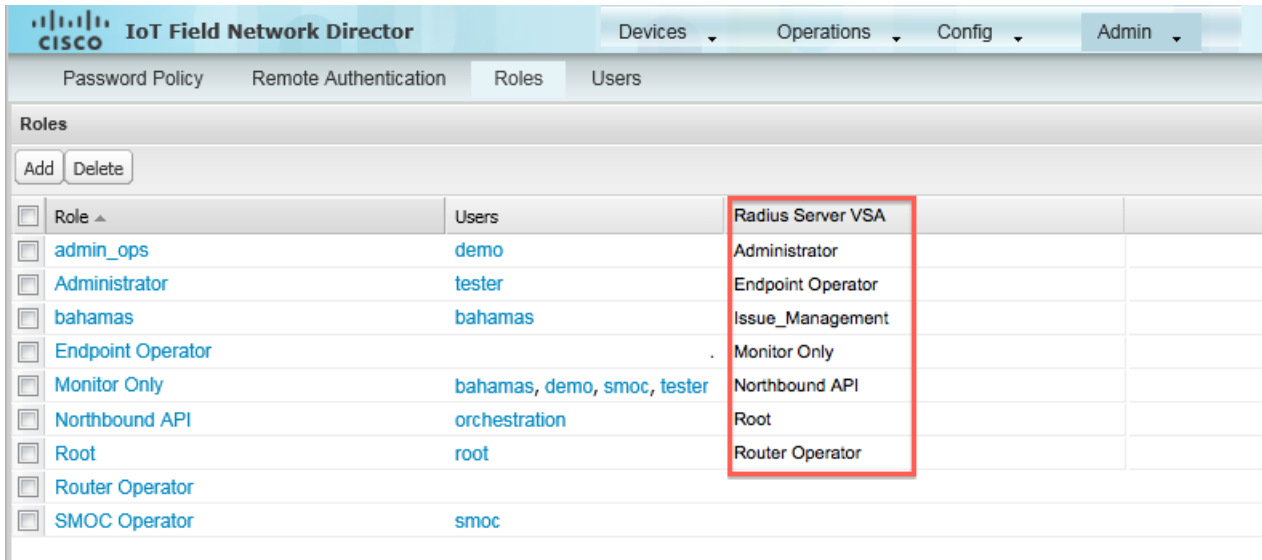 CISCO IoT Field Network Director Devices Operations Config Admin
Password Policy Remote Authentication Roles Users
Roles
Add Delete
Role Users Radius Server VSA
admin_ops demo Administrator
Administrator tester Endpoint Operator
bahamas bahamas Issue_Management
Endpoint Operator . Monitor Only
Monitor Only bahamas, demo, smoc, tester Northbound API
Northbound API orchestration Root
Root root Router Operator
Router Operator
SMOC Operator smoc